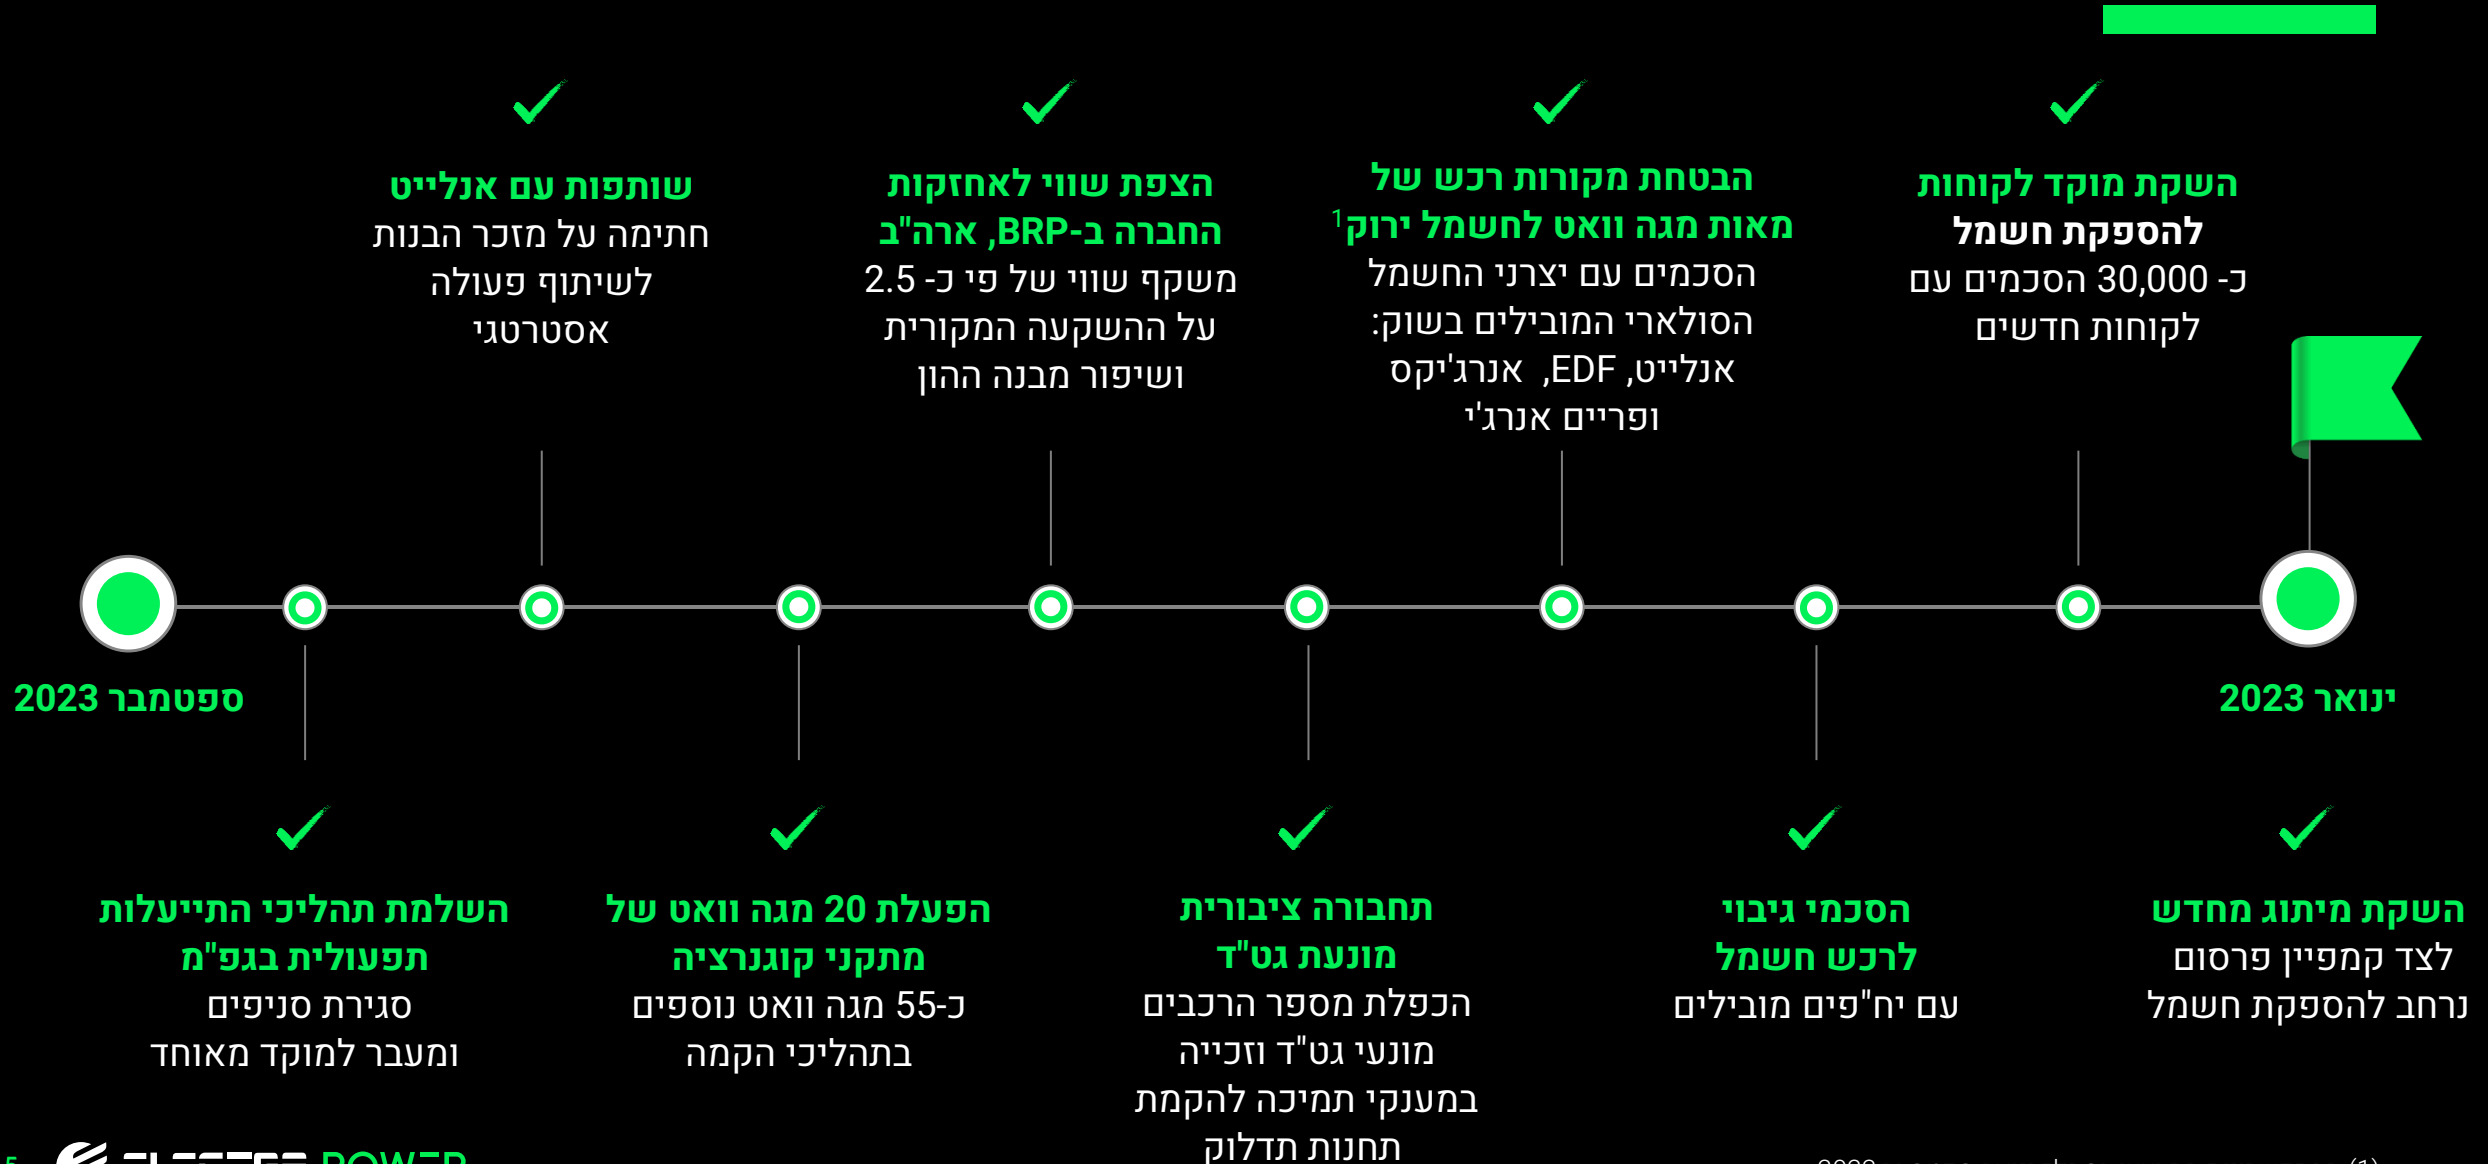 השקת מוקד לקוחות
להספקת חשמל
כ- 30,000 הסכמים עם
לקוחות חדשים
הבטחת מקורות רכש של
מאות מגה וואט לחשמל ירוק1
הסכמים עם יצרני החשמל
הסולארי המובילים בשוק:
אנלייט, EDF, אנרג'יקס
ופריים אנרג'י
הצפת שווי לאחזקות
החברה ב-BRP, ארה"ב
משקף שווי של פי כ- 2.5
על ההשקעה המקורית
ושיפור מבנה ההון
שותפות עם אנלייט
חתימה על מזכר הבנות
לשיתוף פעולה
אסטרטגי
ינואר 2023
ספטמבר 2023
השקת מיתוג מחדש
לצד קמפיין פרסום
נרחב להספקת חשמל
הסכמי גיבוי
לרכש חשמל
עם יח"פים מובילים
תחבורה ציבורית
מונעת גט"ד
הכפלת מספר הרכבים
מונעי גט"ד וזכייה
במענקי תמיכה להקמת
תחנות תדלוק
הפעלת 20 מגה וואט של
מתקני קוגנרציה
כ-55 מגה וואט נוספים
בתהליכי הקמה
השלמת תהליכי התייעלות
תפעולית בגפ"מ
סגירת סניפים
ומעבר למוקד מאוחד
POWER